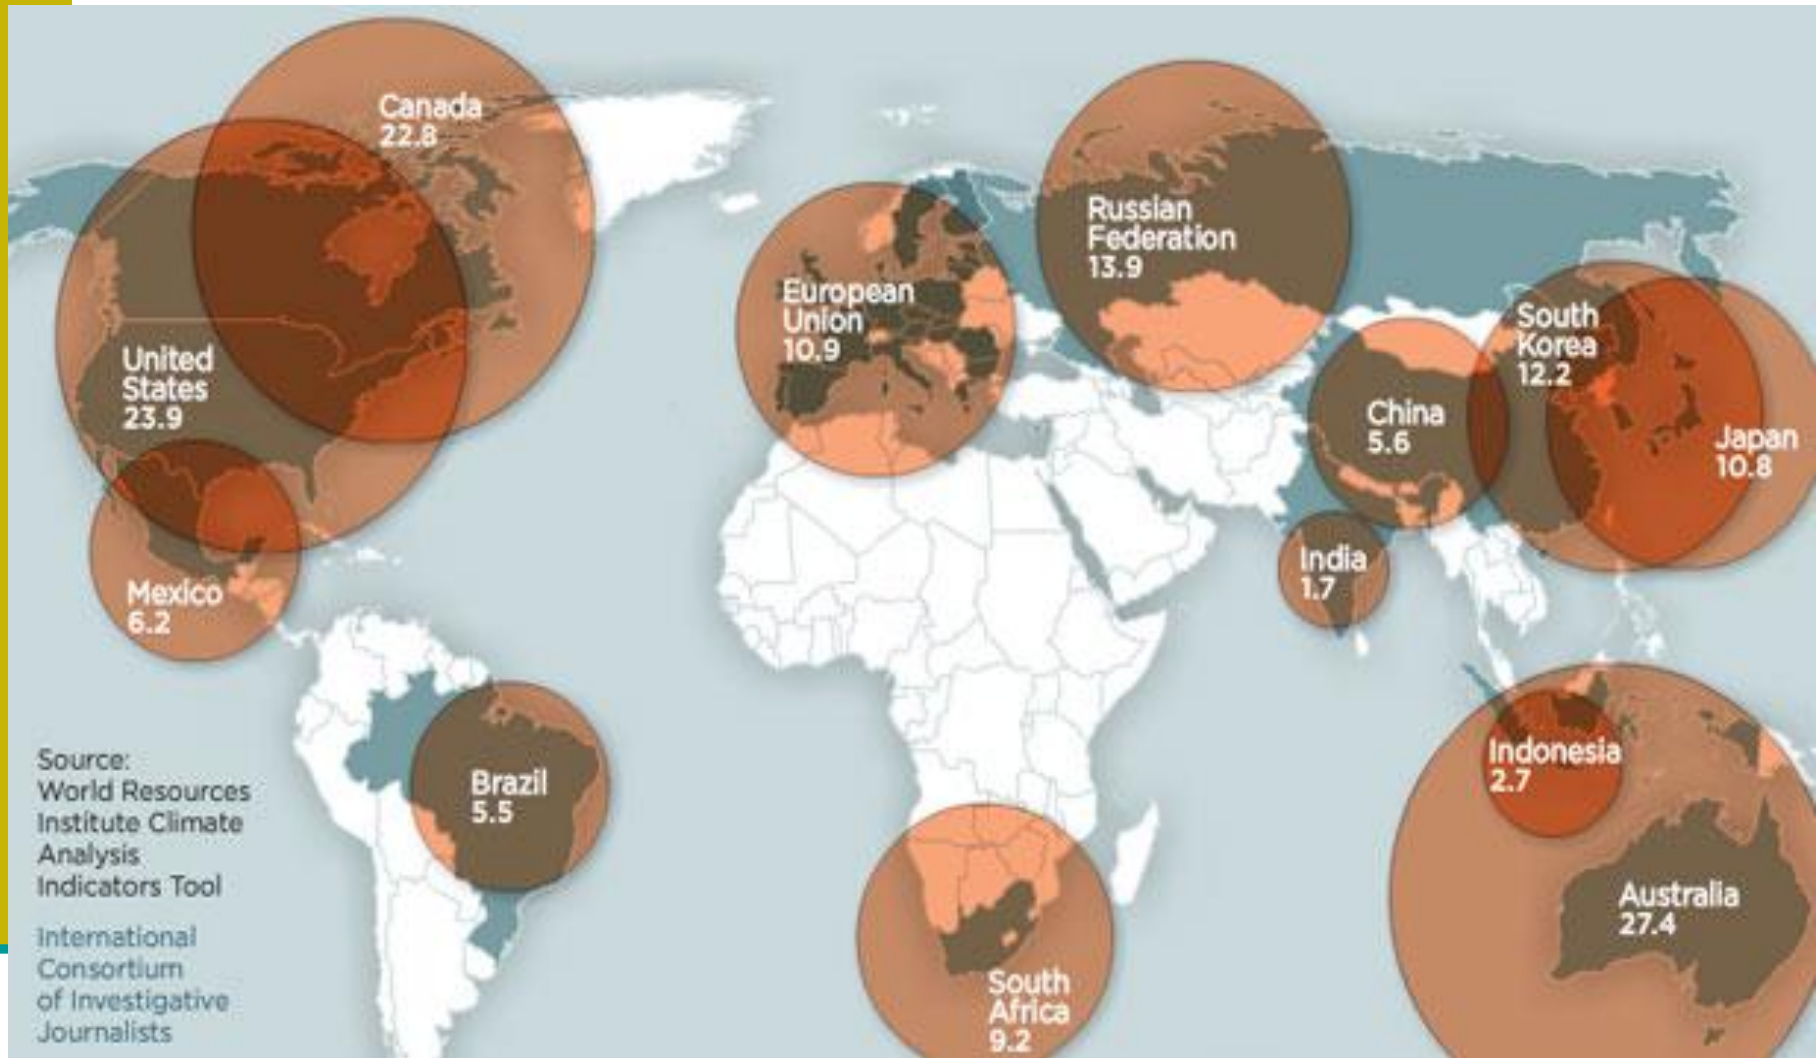 Canada
22.8
United
States
23.9
Mexico
6.2
Brazil
5.5
European
Union
10.9
Russian
Federation
13.9
China
5.6
South
Korea
12.2
Japan
10.8
India
1.7
Indonesia
2.7
Australia
27.4
South
Africa
9.2
Source:
World Resources
Institute Climate
Analysis
Indicators Tool
International
Consortium
of Investigative
Journalists